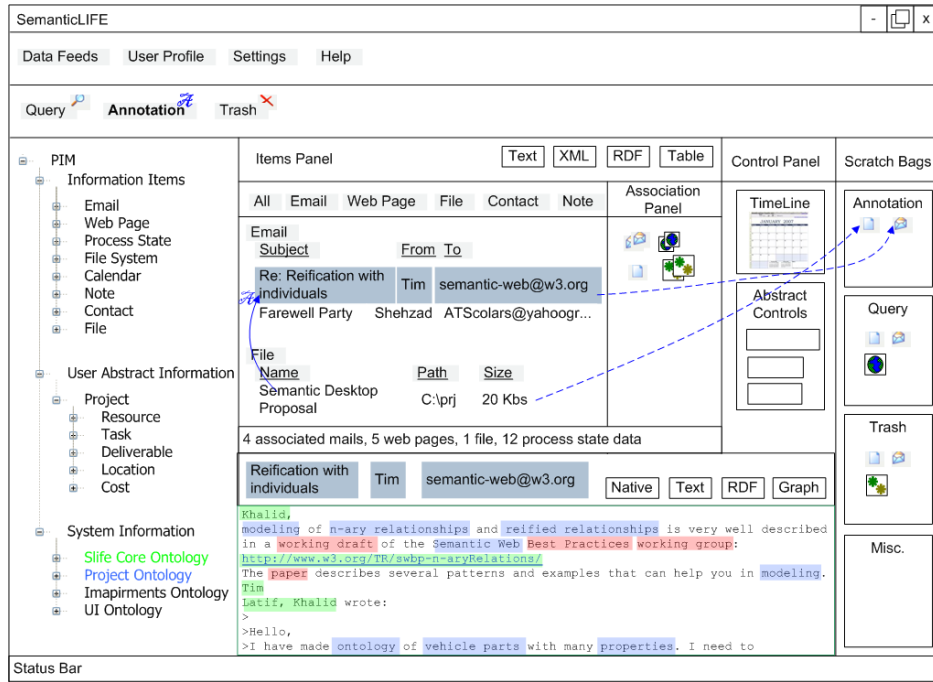 SemanticLIFE
- x
Data Feeds User Profile Settings Help
Query Annotation Trash
PIM
Information Items
Email
Web Page
Process State
File System
Calendar
Note
Contact
File
User Abstract Information
Project
Resource
Task
Deliverable
Location
Cost
System Information
Slife Core Ontology
Project Ontology
Imapirments Ontology
UI Ontology
Items Panel Text XML RDF Table
All Email Web Page File Contact Note
Email
Subject From To
Re: Reification with
individuals Tim semantic-web@w3.org
Farewell Party Shehzad ATScolars@yahoogr...
File
Name Path Size
Semantic Desktop
Proposal C:\prj 20 Kbs
Association
Panel
4 associated mails, 5 web pages, 1 file, 12 process state data
Reification with
individuals Tim semantic-web@w3.org Native Text RDF Graph
Khalid,
modeling of n-ary relationships and reified relationships is very well described
in a working draft of the Semantic Web Best Practices working group:
http://www.w3.org/TR/swbp-n-aryRelations/
The paper describes several patterns and examples that can help you in modeling.
Tim
Latif, Khalid wrote:
>
>Hello,
>I have made ontology of vehicle parts with many properties. I need to
Control Panel
TimeLine
JANUARY 2007
Abstract
Controls
Scratch Bags
Annotation
Query
Trash
Misc.
Status Bar